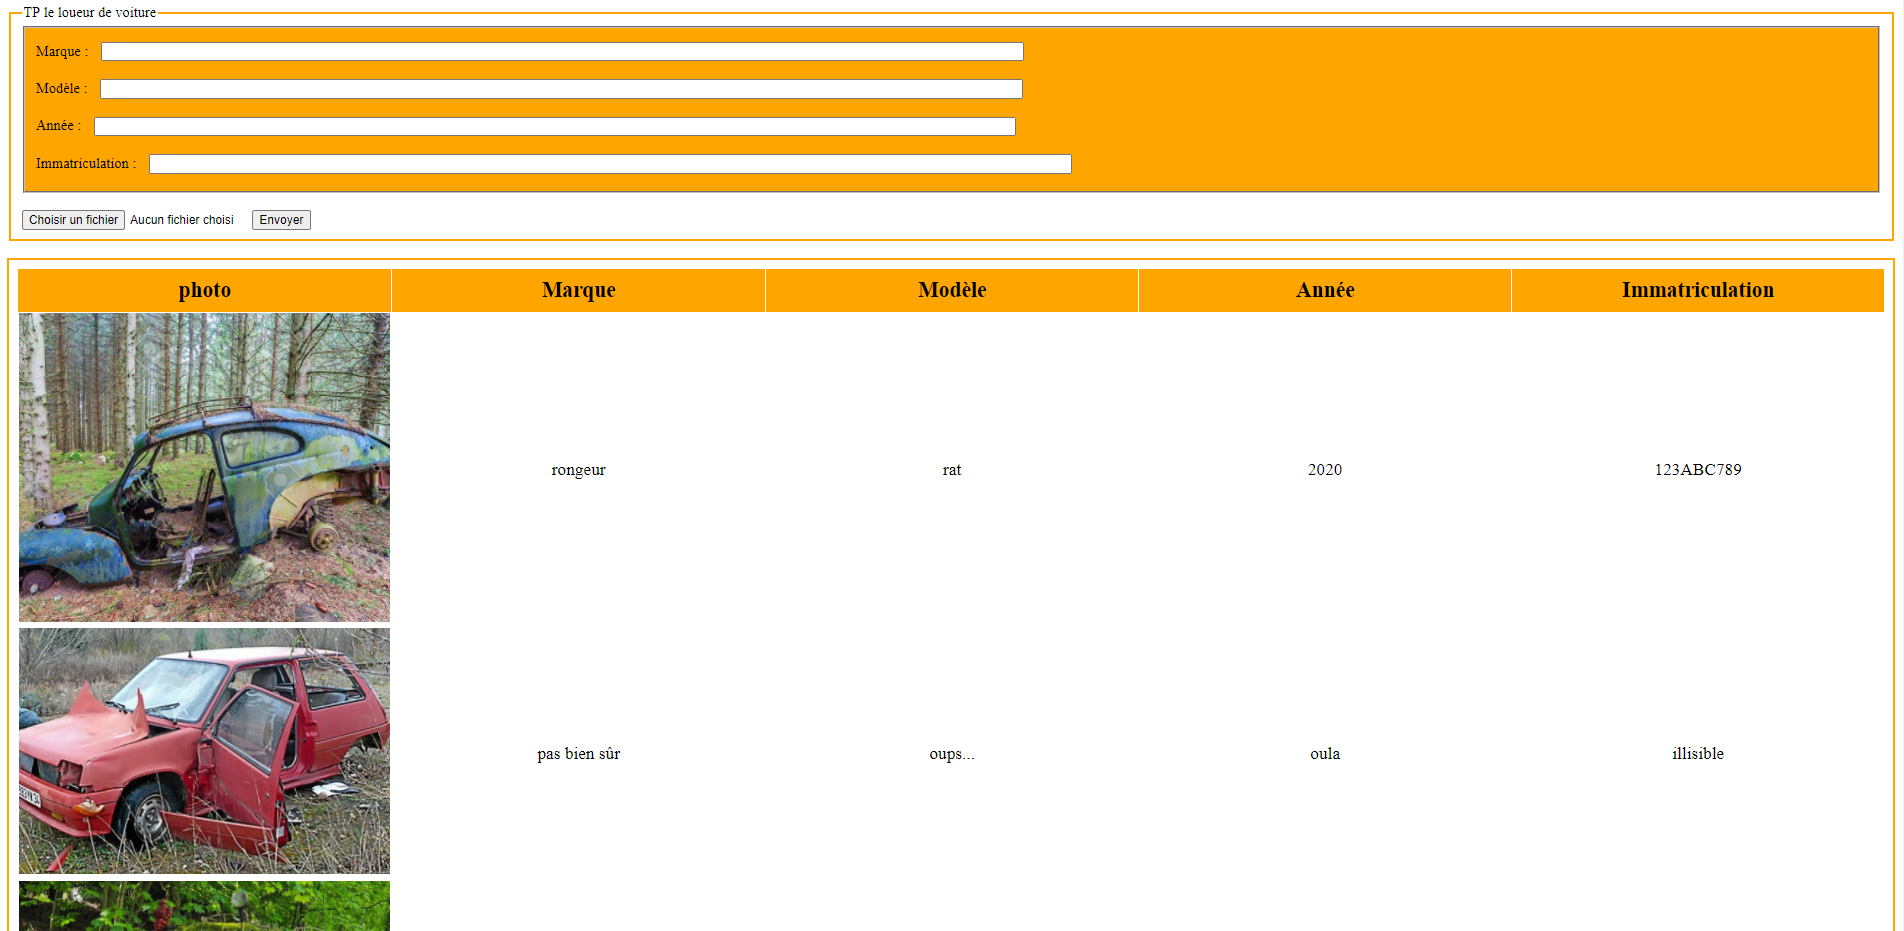 TP le loueur de voiture
Marque :
Modèle :
Année :
Immatriculation :
Choisir un fichier Aucun fichier choisi Envoyer
photo Marque Modèle Année Immatriculation
rongeur rat 2020 123ABC789
pas bien sûr oups... oula illisible